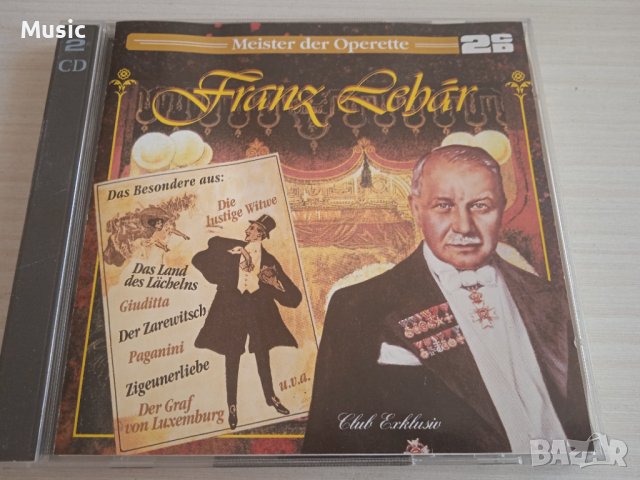 Music
2
CD
Meister der Operette
2CD
Franz Lehár
Das Besondere aus:
Die
lustige Witwe
Das Land
des Lächelns
Giuditta
Der Zarewitsch
Paganini
Zigeunerliebe
Der Graf
von Luxemburg
u.v.a.
Club Exklusiv
BAZAR